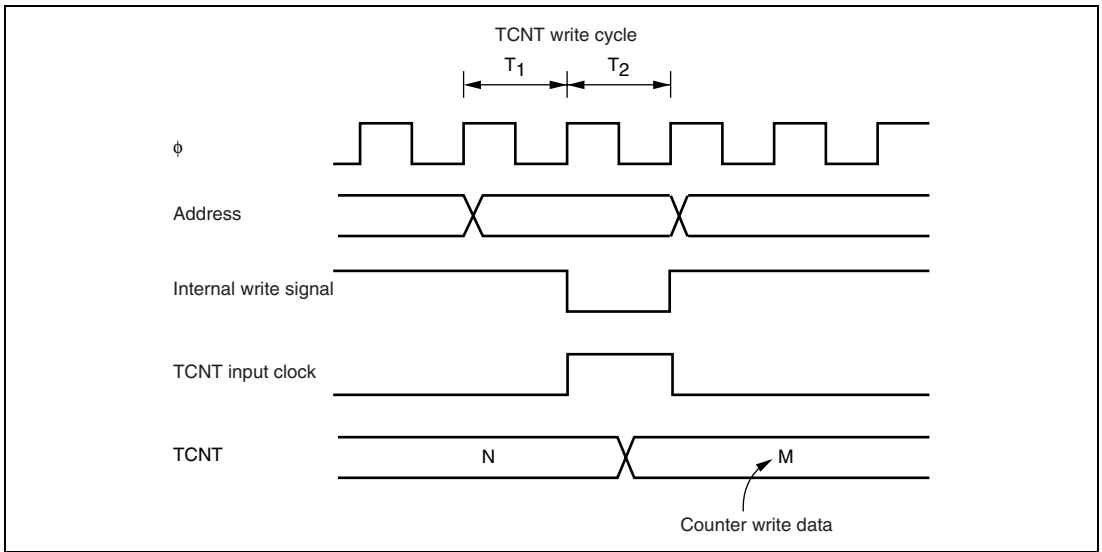 TCNT write cycle
T1 T2
ϕ
Address
Internal write signal
TCNT input clock
TCNT N M
Counter write data